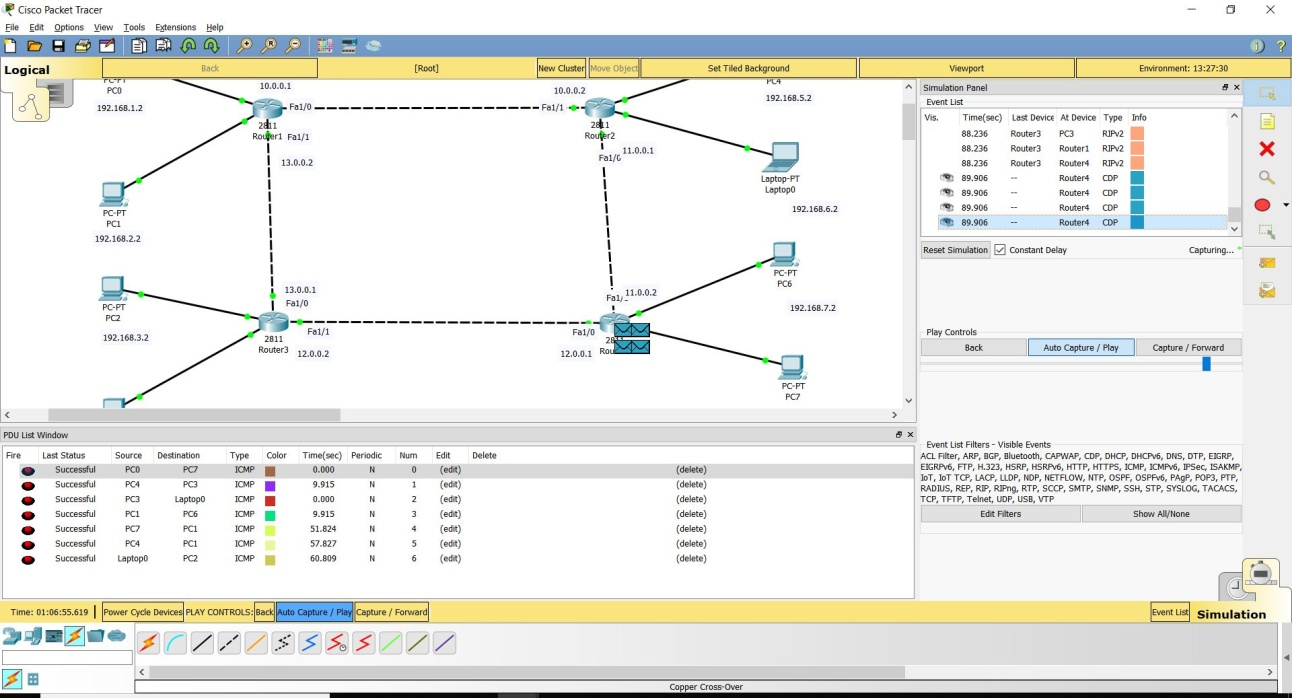 Cisco Packet Tracer
File Edit Options View Tools Extensions Help
Logical Back [Root] New Cluster Move Object Set Tiled Background Viewport Environment: 13:27:30
PC-PT
PC0
192.168.1.2
10.0.0.1
Fa1/0
2811
Router1
Fa1/1
13.0.0.2
10.0.0.2
Fa1/1
2811
Router2
11.0.0.1
PC4
192.168.5.2
Laptop-PT
Laptop0
192.168.6.2
PC-PT
PC1
192.168.2.2
PC-PT
PC2
192.168.3.2
13.0.0.1
Fa1/0
2811
Router3
Fa1/1
12.0.0.2
11.0.0.2
Fa1/0
12.0.0.1
PC-PT
PC6
192.168.7.2
PC-PT
PC7
Simulation Panel
Event List
Vis. Time(sec) Last Device At Device Type Info
88.236 Router3 PC3 RIPv2
88.236 Router3 Router1 RIPv2
88.236 Router3 Router4 RIPv2
89.906 -- Router4 CDP
89.906 -- Router4 CDP
89.906 -- Router4 CDP
89.906 -- Router4 CDP
Reset Simulation Constant Delay Capturing...
Play Controls
Back Auto Capture / Play Capture / Forward
Event List Filters - Visible Events
ACL Filter, ARP, BGP, Bluetooth, CAPWAP, CDP, DHCP, DHCPv6, DNS, DTP, EIGRP,
EIGRPv6, FTP, H.323, HSRP, HSRPv6, HTTP, HTTPS, ICMP, ICMPv6, IPSec, ISAKMP,
IoT, IoT TCP, LACP, LLDP, NDP, NETFLOW, NTP, OSPF, OSPFv6, PAgP, POP3, PTP,
RADIUS, REP, RIP, RIPng, RTP, SCCP, SMTP, SNMP, SSH, STP, SYSLOG, TACACS,
TCP, TFTP, Telnet, UDP, USB, VTP
Edit Filters Show All/None
PDU List Window
Fire Last Status Source Destination Type Color Time(sec) Periodic Num Edit Delete
Successful PC0 PC7 ICMP 0.000 N 0 (edit) (delete)
Successful PC4 PC3 ICMP 9.915 N 1 (edit) (delete)
Successful PC3 Laptop0 ICMP 0.000 N 2 (edit) (delete)
Successful PC1 PC6 ICMP 9.915 N 3 (edit) (delete)
Successful PC7 PC1 ICMP 51.824 N 4 (edit) (delete)
Successful PC4 PC1 ICMP 57.827 N 5 (edit) (delete)
Successful Laptop0 PC2 ICMP 60.809 N 6 (edit) (delete)
Time: 01:06:55.619 Power Cycle Devices PLAY CONTROLS: Back Auto Capture / Play Capture / Forward Event List Simulation
Copper Cross-Over